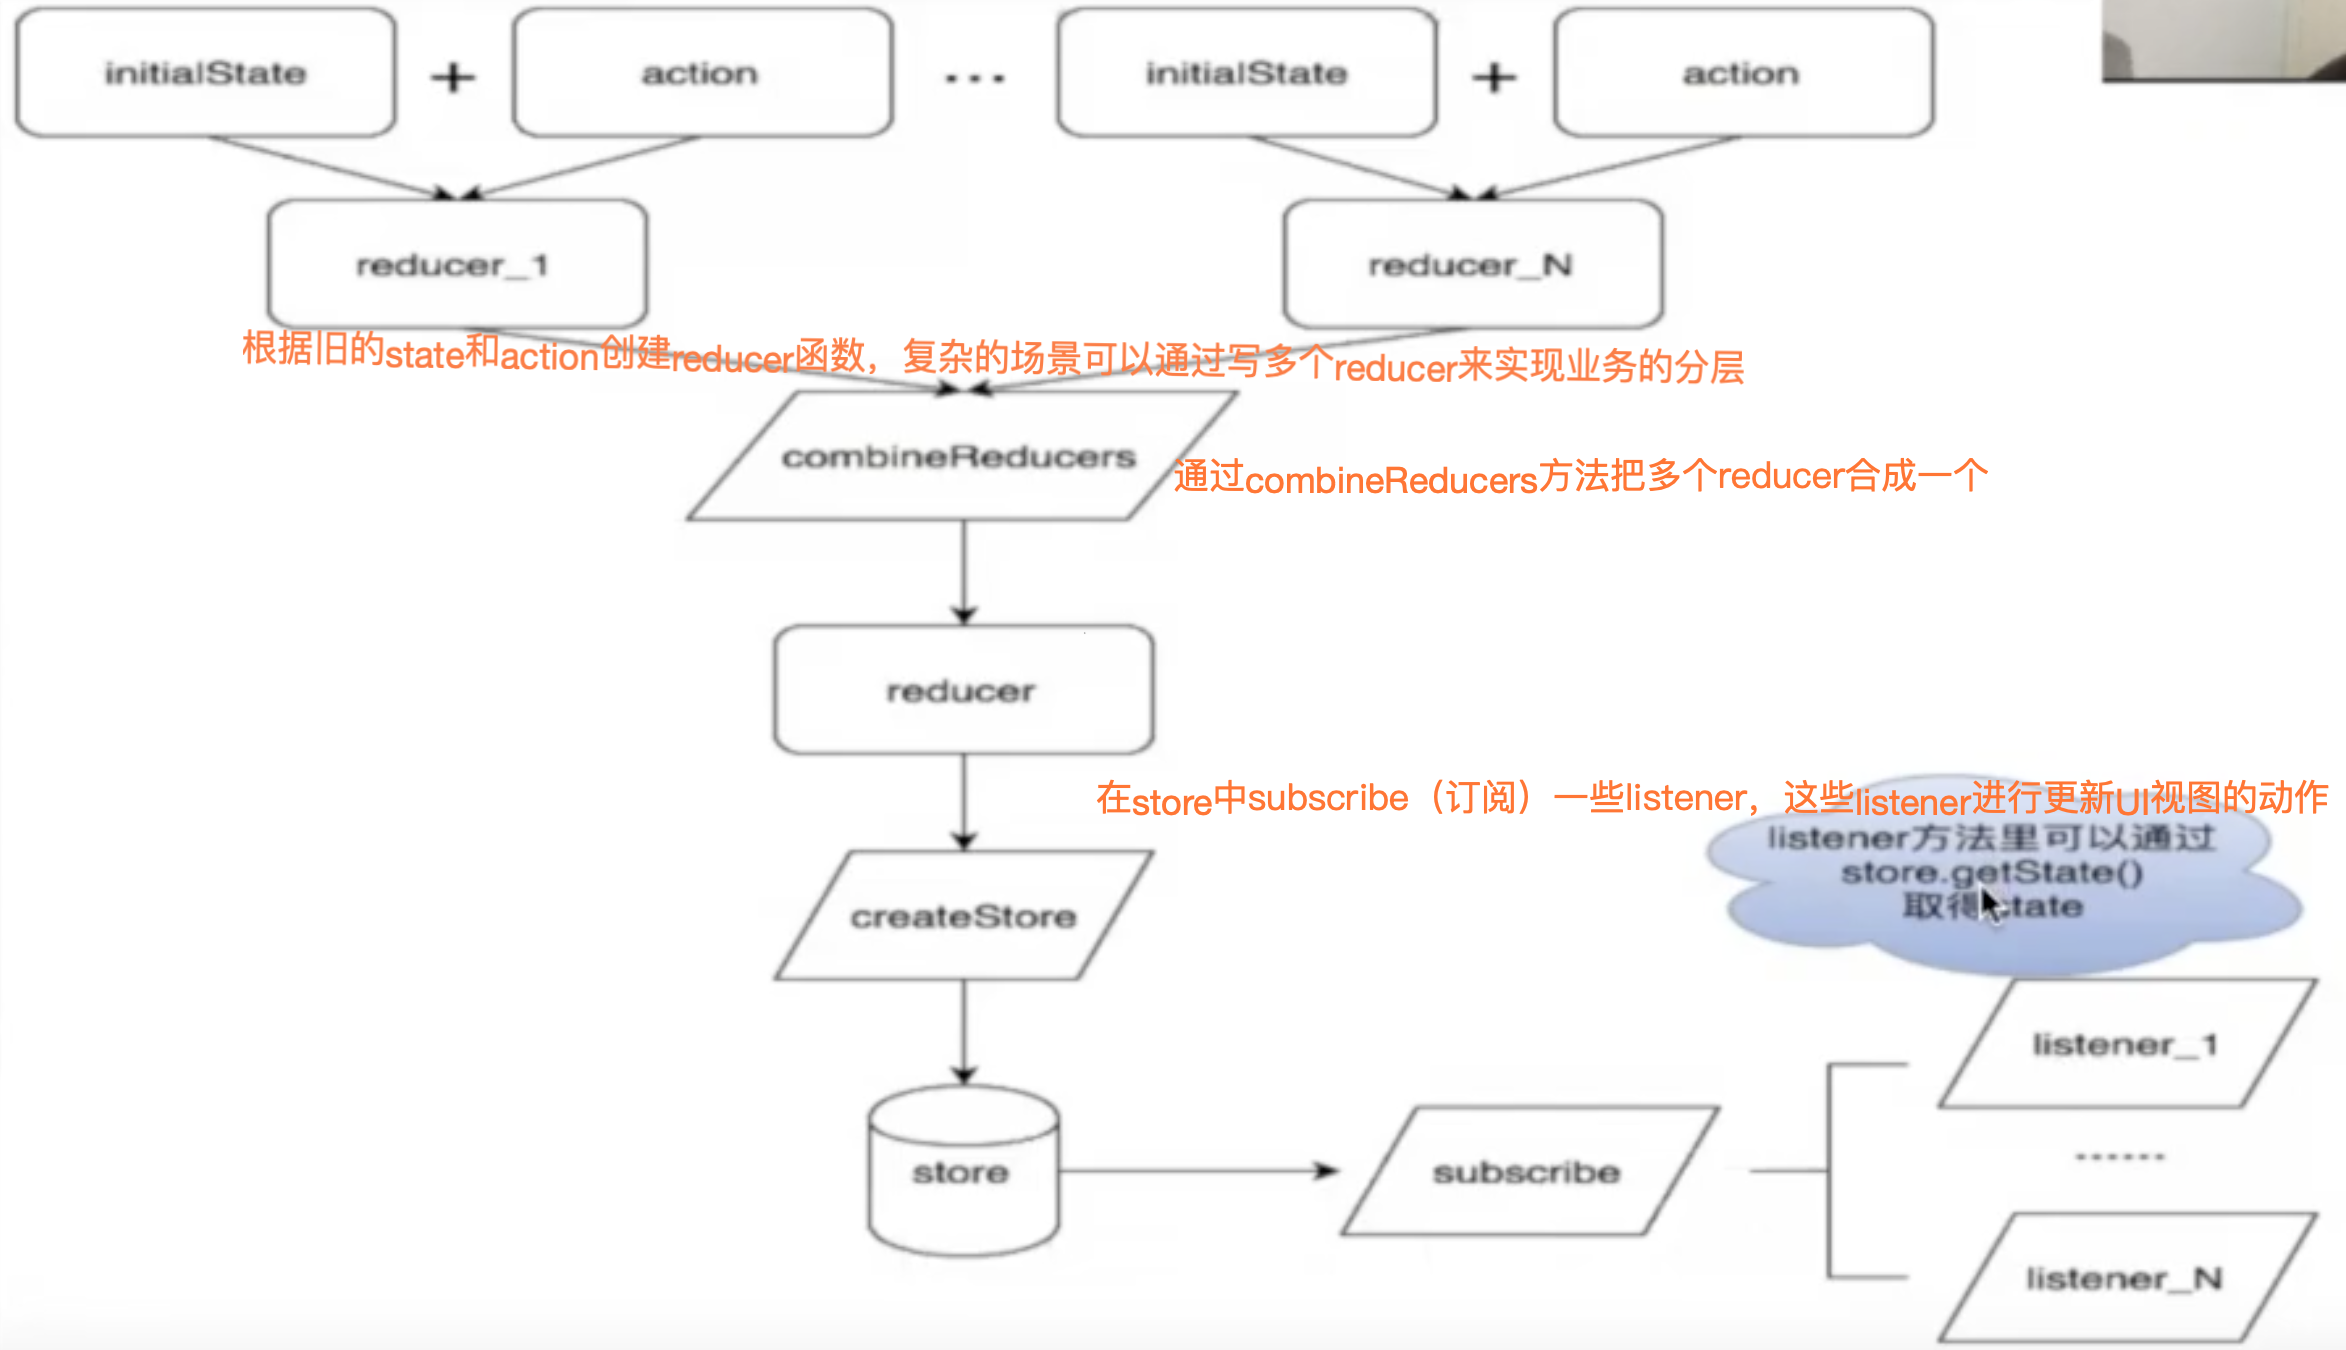 initialState + action ... initialState + action
reducer_1
reducer_N
根据旧的state和action创建reducer函数，复杂的场景可以通过写多个reducer来实现业务的分层
combineReducers
通过combineReducers方法把多个reducer合成一个
reducer
在store中subscribe（订阅）一些listener，这些listener进行更新UI视图的动作
listener方法里可以通过
store.getState()
取得state
createStore
listener_1
......
store
subscribe
listener_N